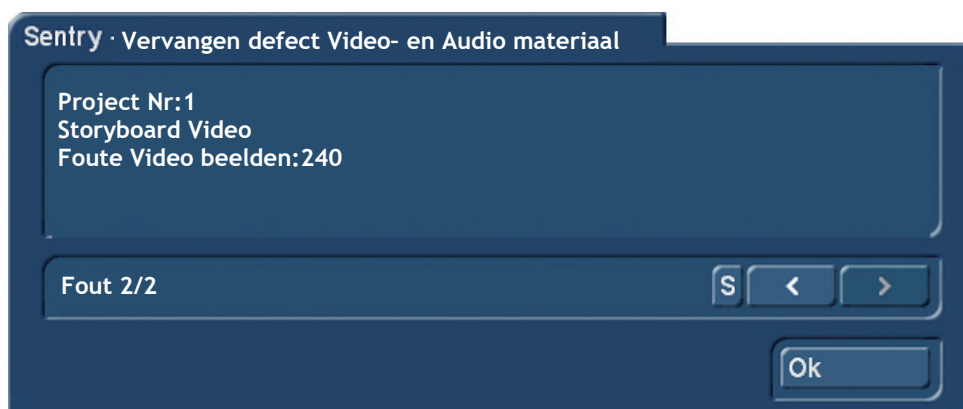 Sentry · Vervangen defect Video- en Audio materiaal
Project Nr:1
Storyboard Video
Foute Video beelden:240
Fout 2/2
S < >
Ok